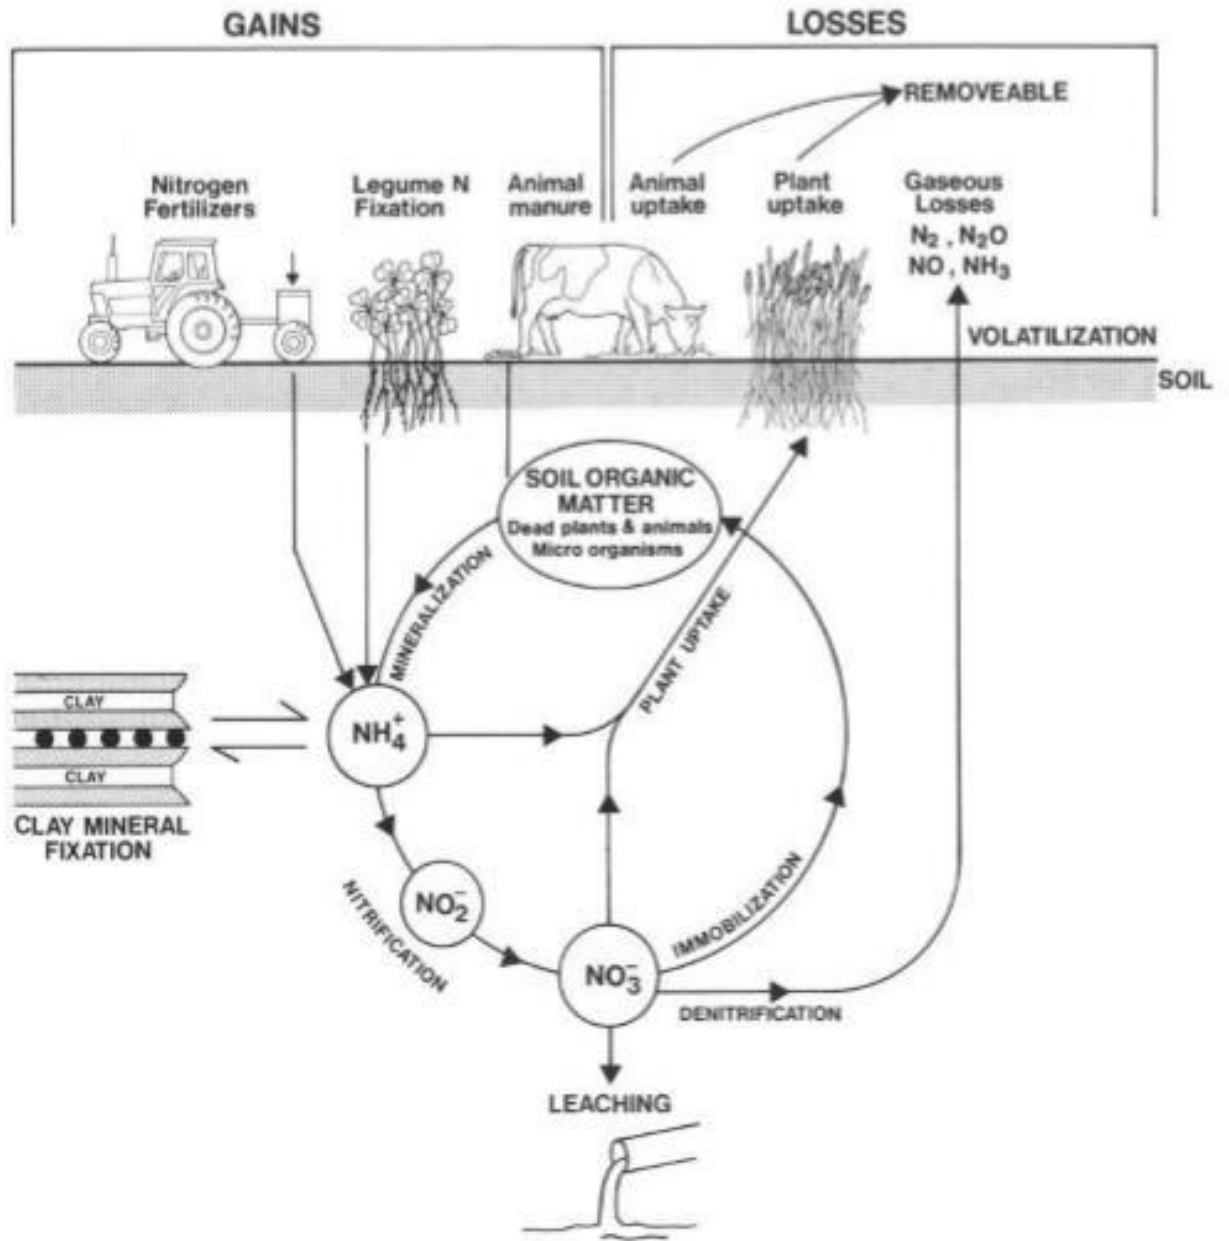 GAINS
LOSSES
REMOVEABLE
Nitrogen
Fertilizers
Legume N
Fixation
Animal
manure
Animal
uptake
Plant
uptake
Gaseous
Losses
N₂ , N₂O
NO , NH₃
VOLATILIZATION
SOIL
SOIL ORGANIC
MATTER
Dead plants & animals
Micro organisms
MINERALIZATION
PLANT UPTAKE
CLAY
CLAY
CLAY MINERAL
FIXATION
NH₄⁺
NITRIFICATION
NO₂⁻
NO₃⁻
IMMOBILIZATION
DENITRIFICATION
LEACHING